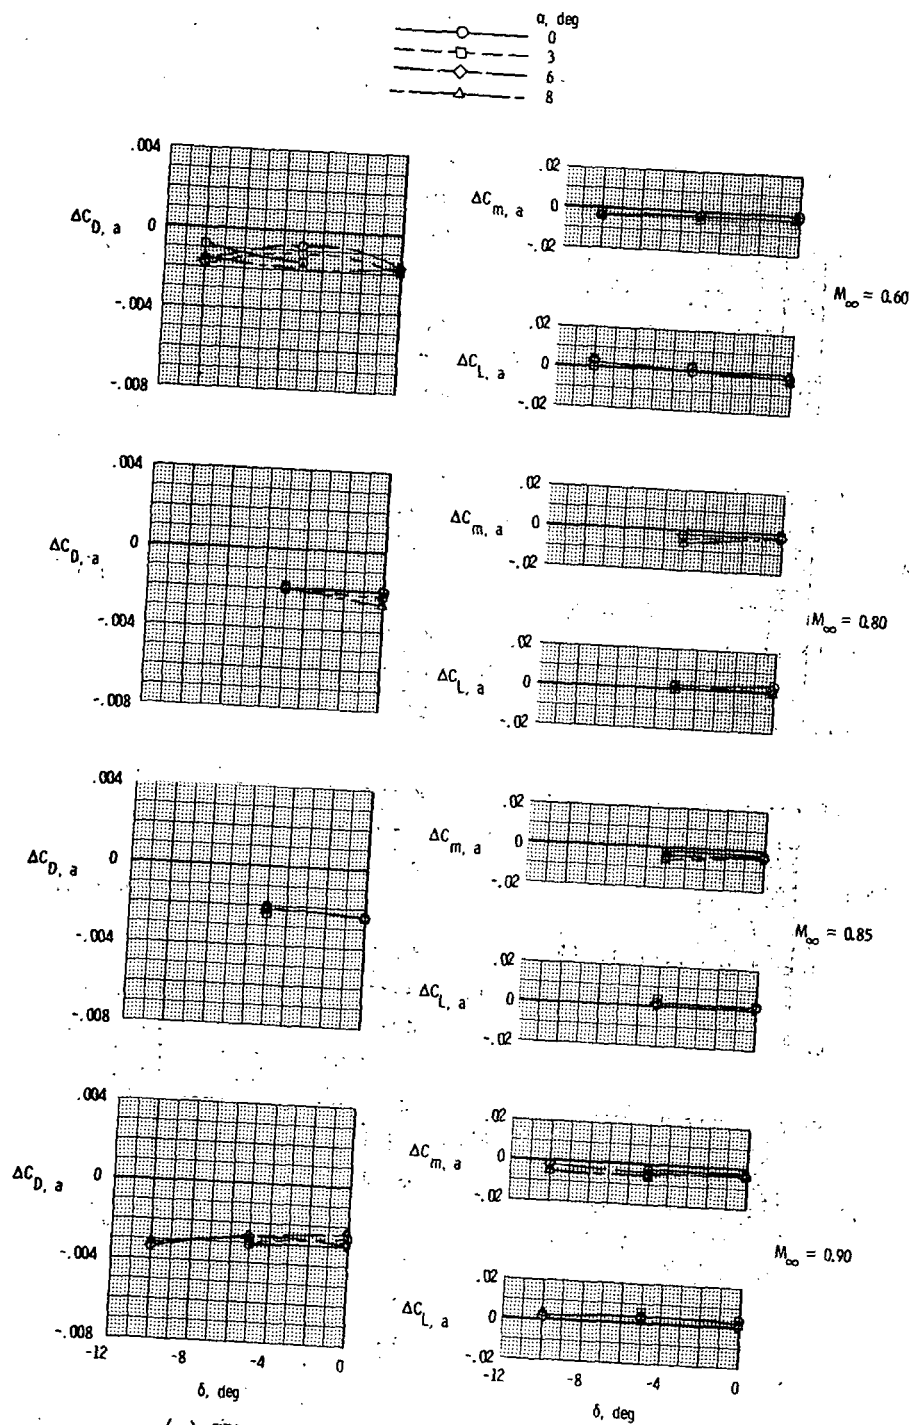 α, deg
0
3
6
8
.004
0
-.004
-.008
ΔC_D, a
.02
0
-.02
ΔC_m, a
.02
0
-.02
ΔC_L, a
M_∞ = 0.60
.004
0
-.004
-.008
ΔC_D, a
.02
0
-.02
ΔC_m, a
.02
0
-.02
ΔC_L, a
M_∞ = 0.80
.004
0
-.004
-.008
ΔC_D, a
.02
0
-.02
ΔC_m, a
.02
0
-.02
ΔC_L, a
M_∞ = 0.85
.004
0
-.004
-.008
ΔC_D, a
-12 -8 -4 0
δ, deg
.02
0
-.02
ΔC_m, a
.02
0
-.02
ΔC_L, a
M_∞ = 0.90
-12 -8 -4 0
δ, deg